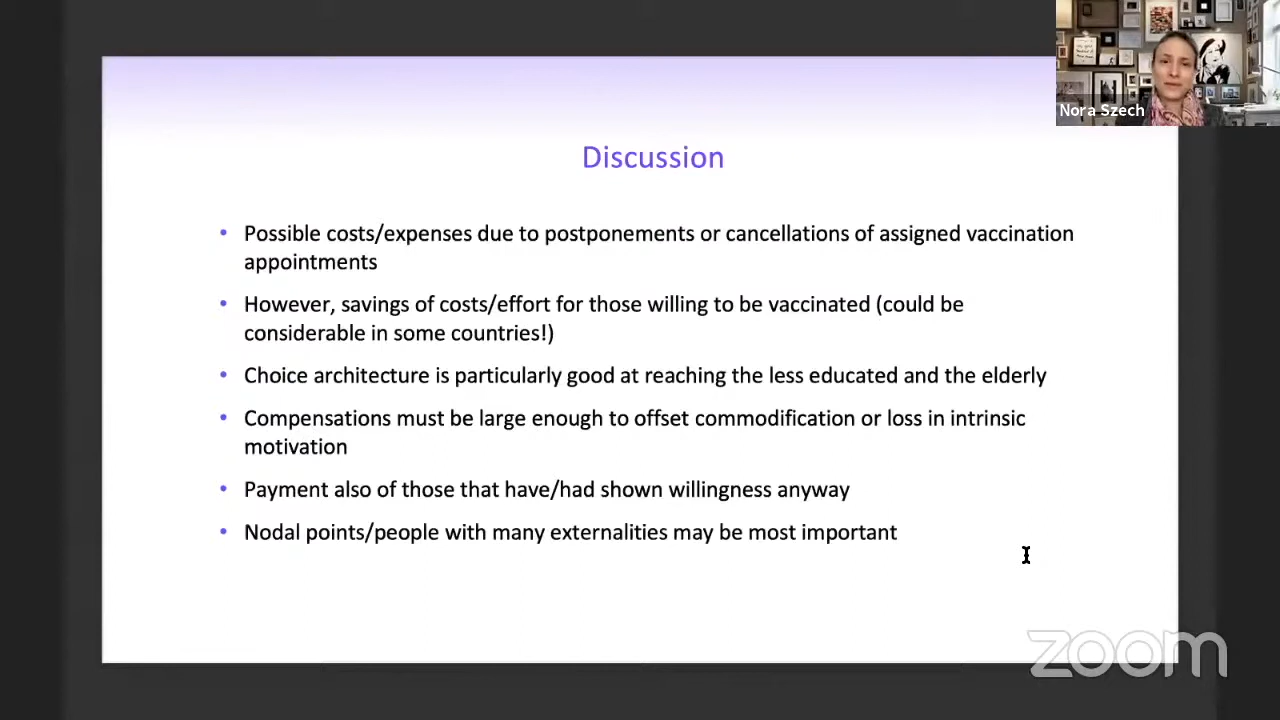 Nora Szech
Discussion
• Possible costs/expenses due to postponements or cancellations of assigned vaccination
appointments
• However, savings of costs/effort for those willing to be vaccinated (could be
considerable in some countries!)
• Choice architecture is particularly good at reaching the less educated and the elderly
• Compensations must be large enough to offset commodification or loss in intrinsic
motivation
• Payment also of those that have/had shown willingness anyway
• Nodal points/people with many externalities may be most important
zoom